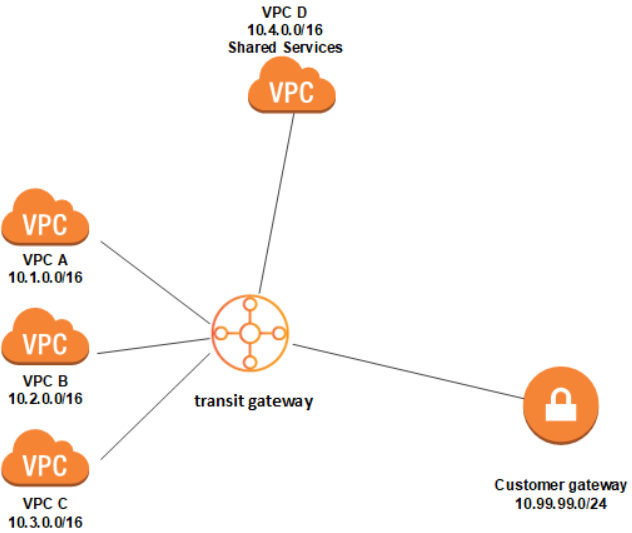 VPC D
10.4.0.0/16
Shared Services
VPC
VPC
VPC A
10.1.0.0/16
VPC
VPC B
10.2.0.0/16
transit gateway
VPC
VPC C
10.3.0.0/16
Customer gateway
10.99.99.0/24